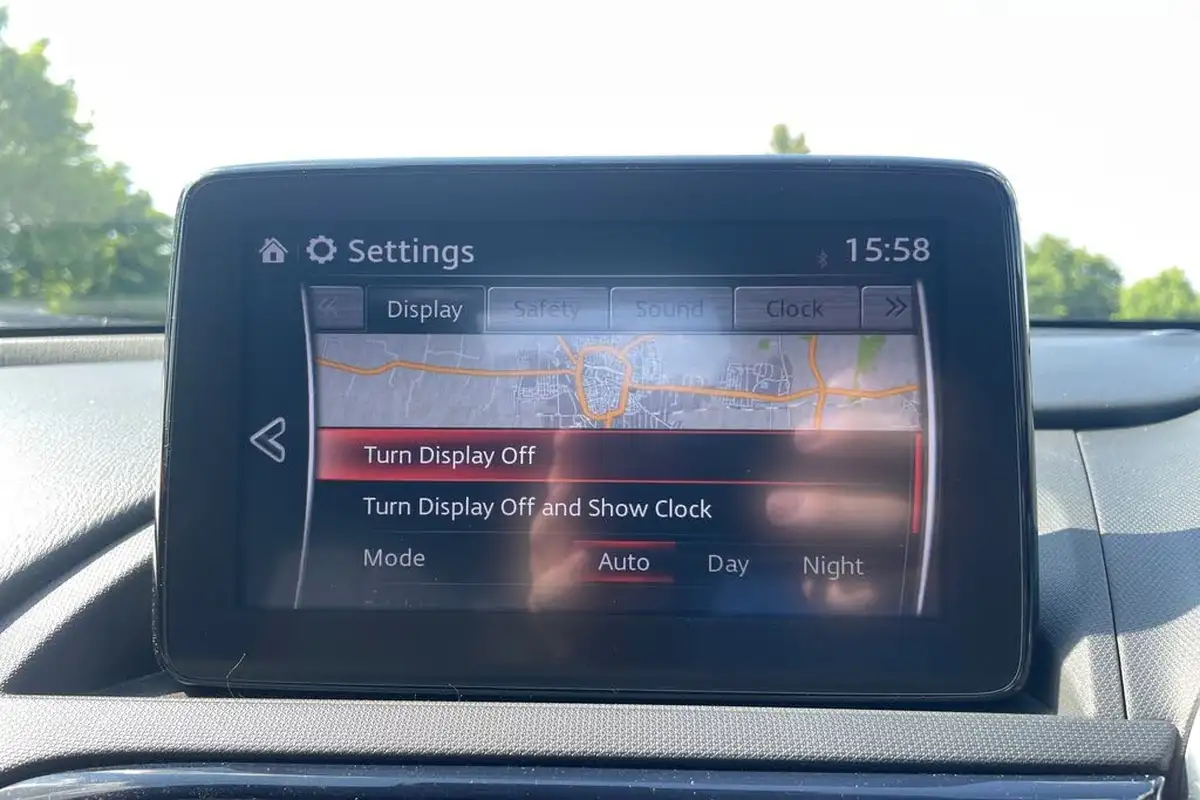 Settings 15:58
Display Safety Sound Clock
Turn Display Off
Turn Display Off and Show Clock
Mode Auto Day Night